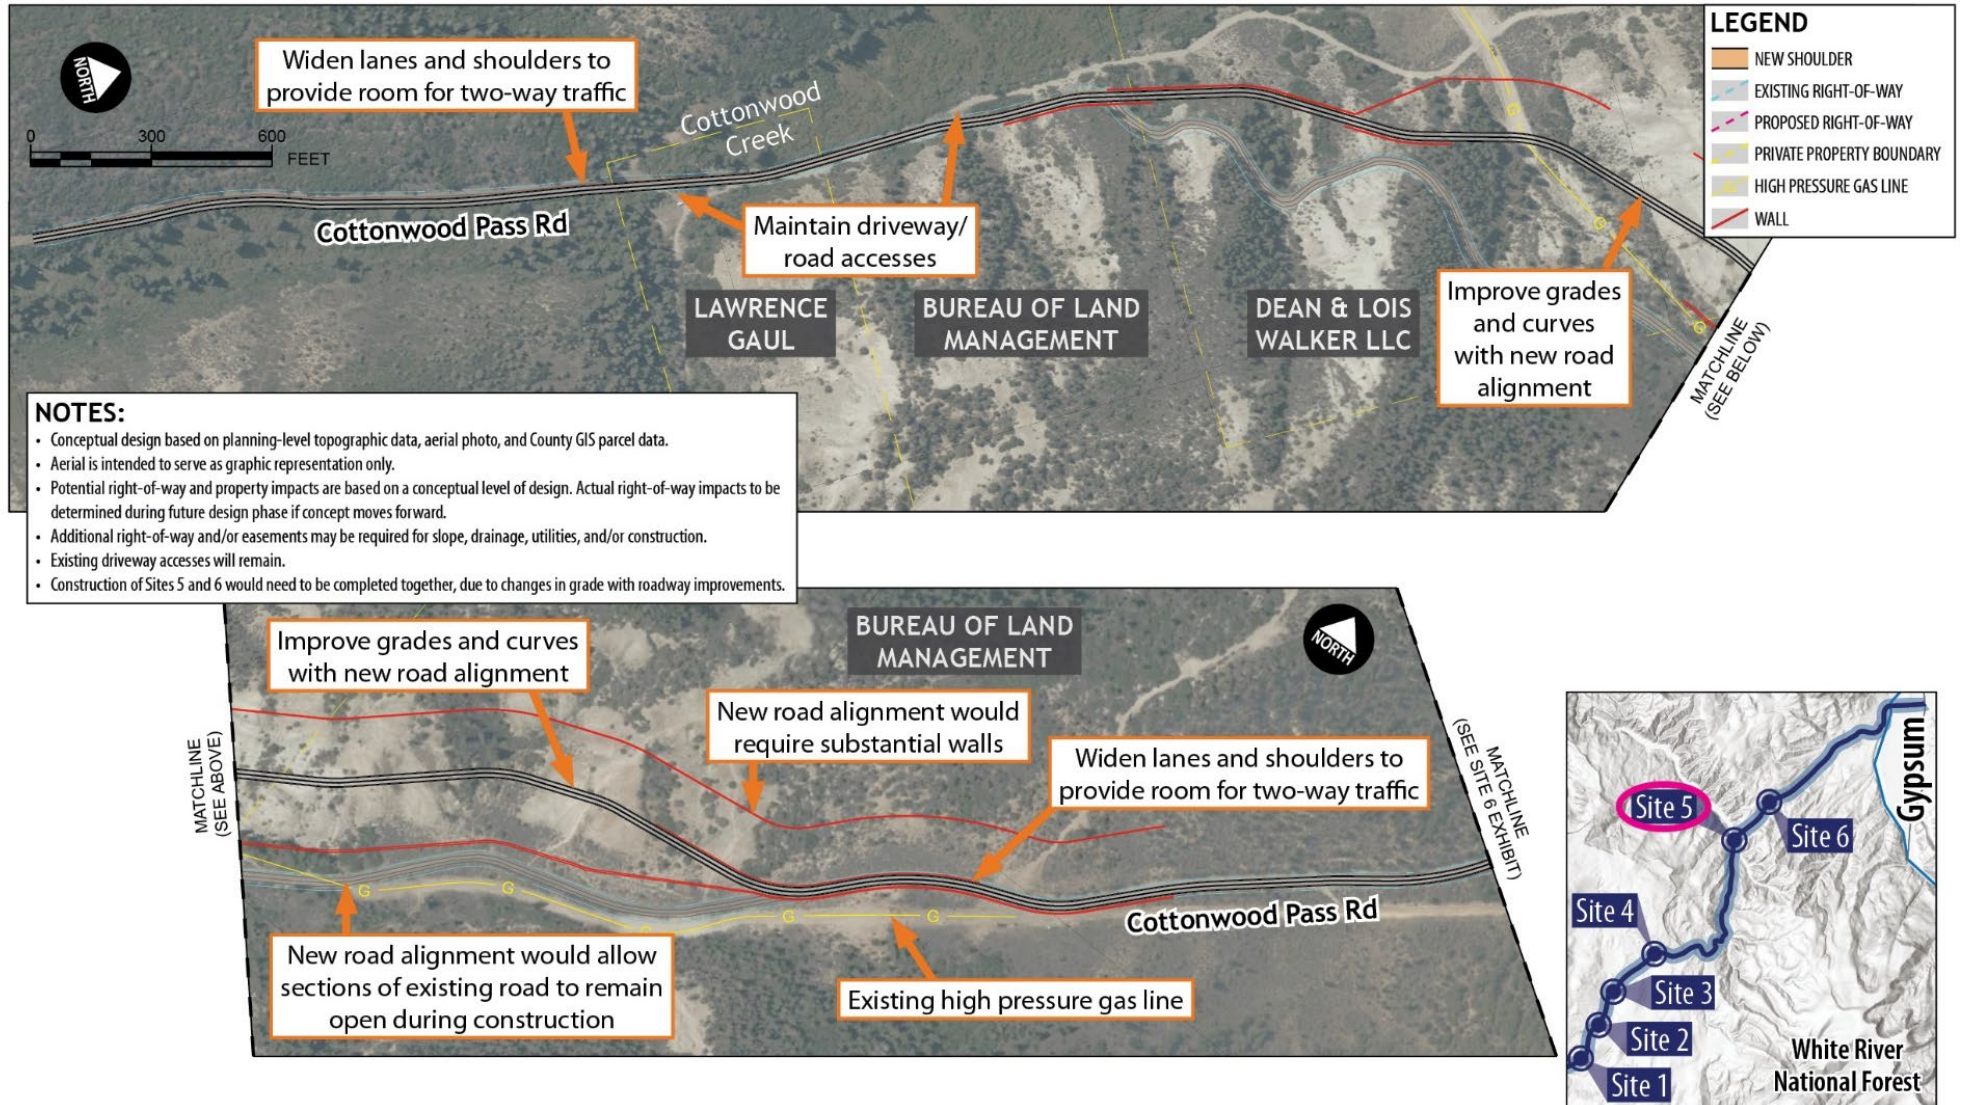 NORTH
0 300 600
FEET
Widen lanes and shoulders to
provide room for two-way traffic
Cottonwood
Creek
Cottonwood Pass Rd
Maintain driveway/
road accesses
LAWRENCE
GAUL
BUREAU OF LAND
MANAGEMENT
DEAN & LOIS
WALKER LLC
G
G
G
Improve grades
and curves
with new road
alignment
MATCHLINE
(SEE BELOW)
LEGEND
NEW SHOULDER
EXISTING RIGHT-OF-WAY
PROPOSED RIGHT-OF-WAY
PRIVATE PROPERTY BOUNDARY
G HIGH PRESSURE GAS LINE
WALL
NOTES:
• Conceptual design based on planning-level topographic data, aerial photo, and County GIS parcel data.
• Aerial is intended to serve as graphic representation only.
• Potential right-of-way and property impacts are based on a conceptual level of design. Actual right-of-way impacts to be
determined during future design phase if concept moves forward.
• Additional right-of-way and/or easements may be required for slope, drainage, utilities, and/or construction.
• Existing driveway accesses will remain.
• Construction of Sites 5 and 6 would need to be completed together, due to changes in grade with roadway improvements.
BUREAU OF LAND
MANAGEMENT
NORTH
Improve grades and curves
with new road alignment
New road alignment would
require substantial walls
Widen lanes and shoulders to
provide room for two-way traffic
MATCHLINE
(SEE ABOVE)
MATCHLINE
(SEE SITE 6 EXHIBIT)
G
G
G
G
G
Cottonwood Pass Rd
New road alignment would allow
sections of existing road to remain
open during construction
Existing high pressure gas line
Gypsum
Site 5
Site 6
Site 4
Site 3
Site 2
Site 1
White River
National Forest